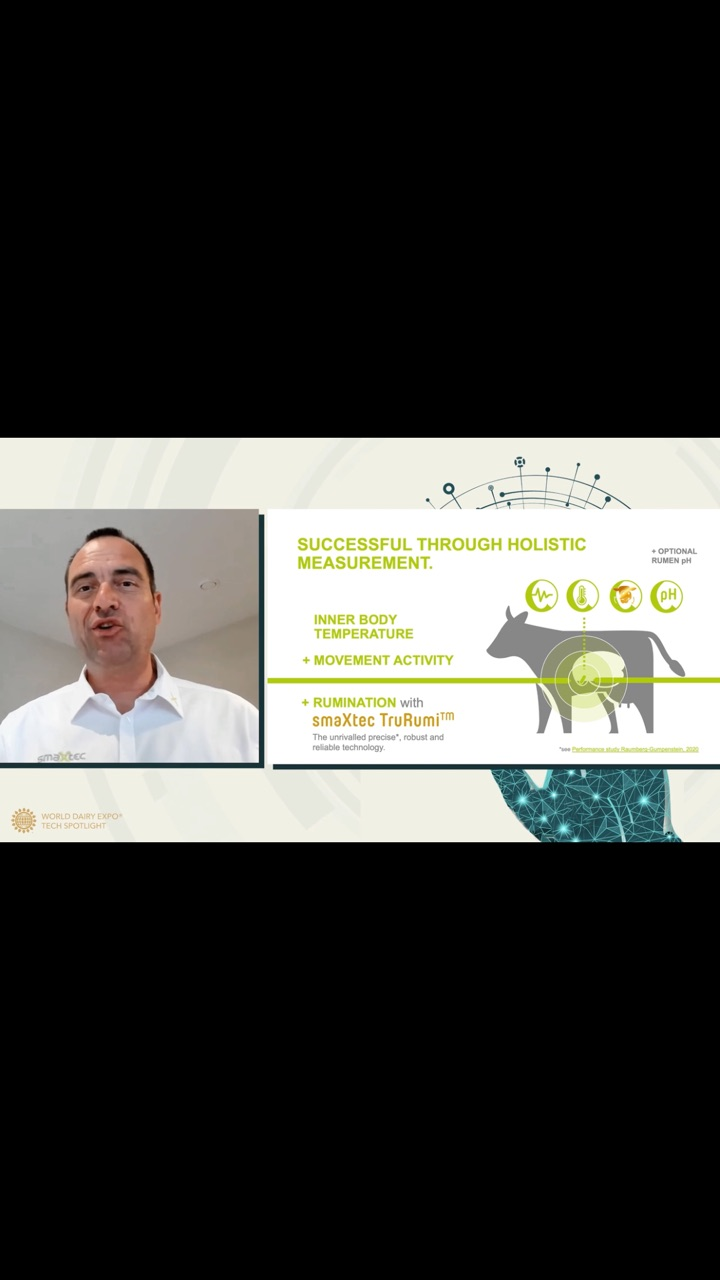 SUCCESSFUL THROUGH HOLISTIC
MEASUREMENT.
+ OPTIONAL
RUMEN pH
pH
INNER BODY
TEMPERATURE
+ MOVEMENT ACTIVITY
+ RUMINATION with
smaXtec TruRumi™
The unrivalled precise*, robust and
reliable technology.
*see Performance study Raumberg-Gumpenstein, 2020
smaXtec
WORLD DAIRY EXPO®
TECH SPOTLIGHT